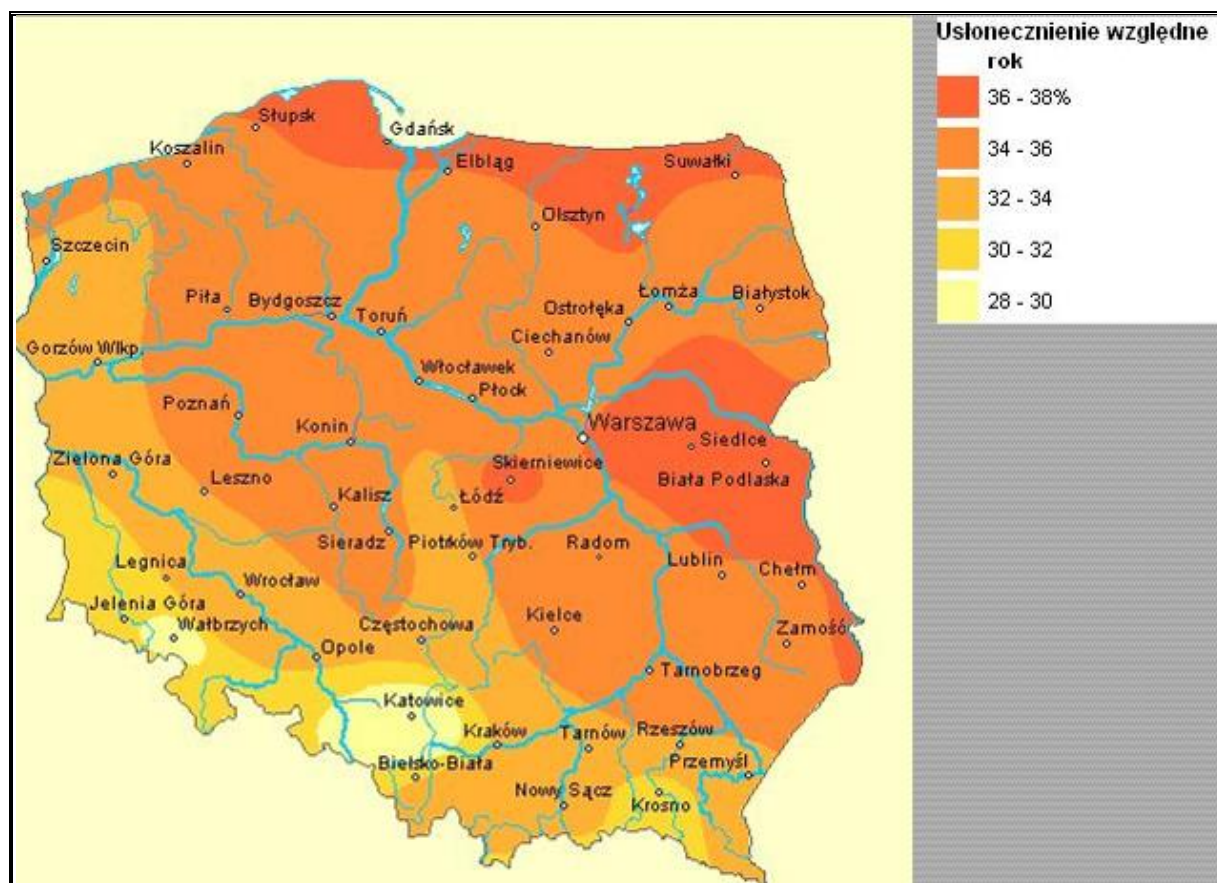 Usłonecznienie względne
rok
36 - 38%
34 - 36
32 - 34
30 - 32
28 - 30
Słupsk
Gdańsk
Koszalin
Elbląg
Suwałki
Olsztyn
Szczecin
Piła
Bydgoszcz
Toruń
Ostrołęka
Łomża
Białystok
Ciechanów
Gorzów Wlkp.
Włocławek
Płock
Poznań
Konin
Warszawa
Siedlce
Skierniewice
Biała Podlaska
Zielona Góra
Leszno
Kalisz
Łódź
Sieradz
Piotrków Tryb.
Radom
Lublin
Chełm
Legnica
Wrocław
Jelenia Góra
Wałbrzych
Częstochowa
Kielce
Zamość
Opole
Tarnobrzeg
Katowice
Kraków
Tarnów
Rzeszów
Bielsko-Biała
Przemyśl
Nowy Sącz
Krosno